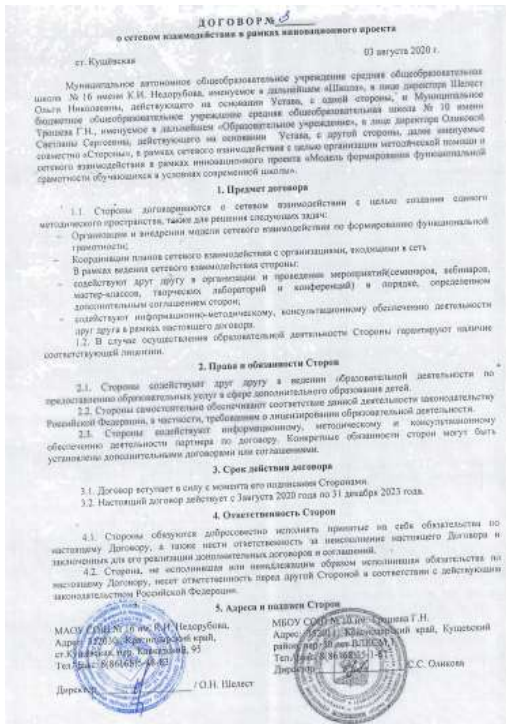 ДОГОВОР № 3
о сетевом взаимодействии в рамках инновационного проекта
ст. Кущёвская 03 августа 2020 г.
Муниципальное автономное общеобразовательное учреждение средняя общеобразовательная
школа № 16 имени К.И. Недорубова, именуемое в дальнейшем «Школа», в лице директора Шелест
Ольги Николаевны, действующего на основании Устава, с одной стороны, и Муниципальное
бюджетное общеобразовательное учреждение средняя общеобразовательная школа № 10 имени
Трошева Г.Н., именуемое в дальнейшем «Образовательное учреждение», в лице директора Оликовой
Светланы Сергеевны, действующего на основании Устава, с другой стороны, далее именуемые
совместно «Стороны», в рамках сетевого взаимодействия с целью организации методической помощи и
сетевого взаимодействия в рамках инновационного проекта «Модель формирования функциональной
грамотности обучающихся в условиях современной школы».
1. Предмет договора
1.1. Стороны договариваются о сетевом взаимодействии с целью создания единого
методического пространства, также для решения следующих задач:
– Организации и внедрении модели сетевого взаимодействия по формированию функциональной
грамотности;
– Координации планов сетевого взаимодействия с организациями, входящими в сеть
В рамках ведения сетевого взаимодействия стороны:
– содействуют друг другу в организации и проведении мероприятий(семинаров, вебинаров,
мастер-классов, творческих лабораторий и конференций) в порядке, определенном
дополнительным соглашением сторон;
– содействуют информационно-методическому, консультационному обеспечению деятельности
друг друга в рамках настоящего договора.
1.2. В случае осуществления образовательной деятельности Стороны гарантируют наличие
соответствующей лицензии.
2. Права и обязанности Сторон
2.1. Стороны содействуют друг другу в ведении образовательной деятельности по
предоставлению образовательных услуг в сфере дополнительного образования детей.
2.2. Стороны самостоятельно обеспечивают соответствие данной деятельности законодательству
Российской Федерации, в частности, требованиям о лицензировании образовательной деятельности.
2.3. Стороны содействуют информационному, методическому и консультационному
обеспечению деятельности партнера по договору. Конкретные обязанности сторон могут быть
установлены дополнительными договорами или соглашениями.
3. Срок действия договора
3.1. Договор вступает в силу с момента его подписания Сторонами.
3.2. Настоящий договор действует с 3августа 2020 года по 31 декабря 2023 года.
4. Ответственность Сторон
4.1. Стороны обязуются добросовестно исполнять принятые на себя обязательства по
настоящему Договору, а также нести ответственность за неисполнение настоящего Договора и
заключенных для его реализации дополнительных договоров и соглашений.
4.2. Сторона, не исполнившая или ненадлежащим образом исполнившая обязательства по
настоящему Договору, несет ответственность перед другой Стороной в соответствии с действующим
законодательством Российской Федерации.
5. Адреса и подписи Сторон
МАОУ СОШ № 16 им. К.И. Недорубова,
Адрес: Краснодарский край,
ст.Кущёвская, пер. 95
Тел./факс:
Директор / О.Н. Шелест
МБОУ СОШ № 10 им. Трошева Г.Н.
Адрес: Краснодарский край, Кущевский
район, лет ВЛКСМ,
Тел./факс:
Директор С.С. Оликова